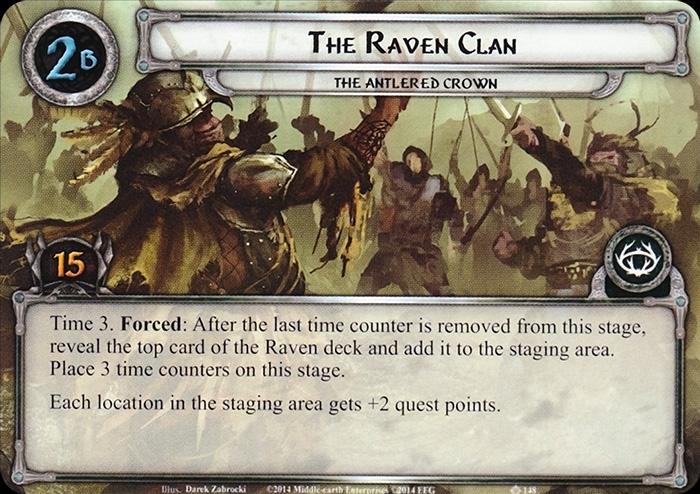 2B
THE RAVEN CLAN
THE ANTLERED CROWN
15
Time 3. Forced: After the last time counter is removed from this stage,
reveal the top card of the Raven deck and add it to the staging area.
Place 3 time counters on this stage.
Each location in the staging area gets +2 quest points.
Illus. Darek Zabrocki ©2014 Middle-earth Enterprises ©2014 FFG 148